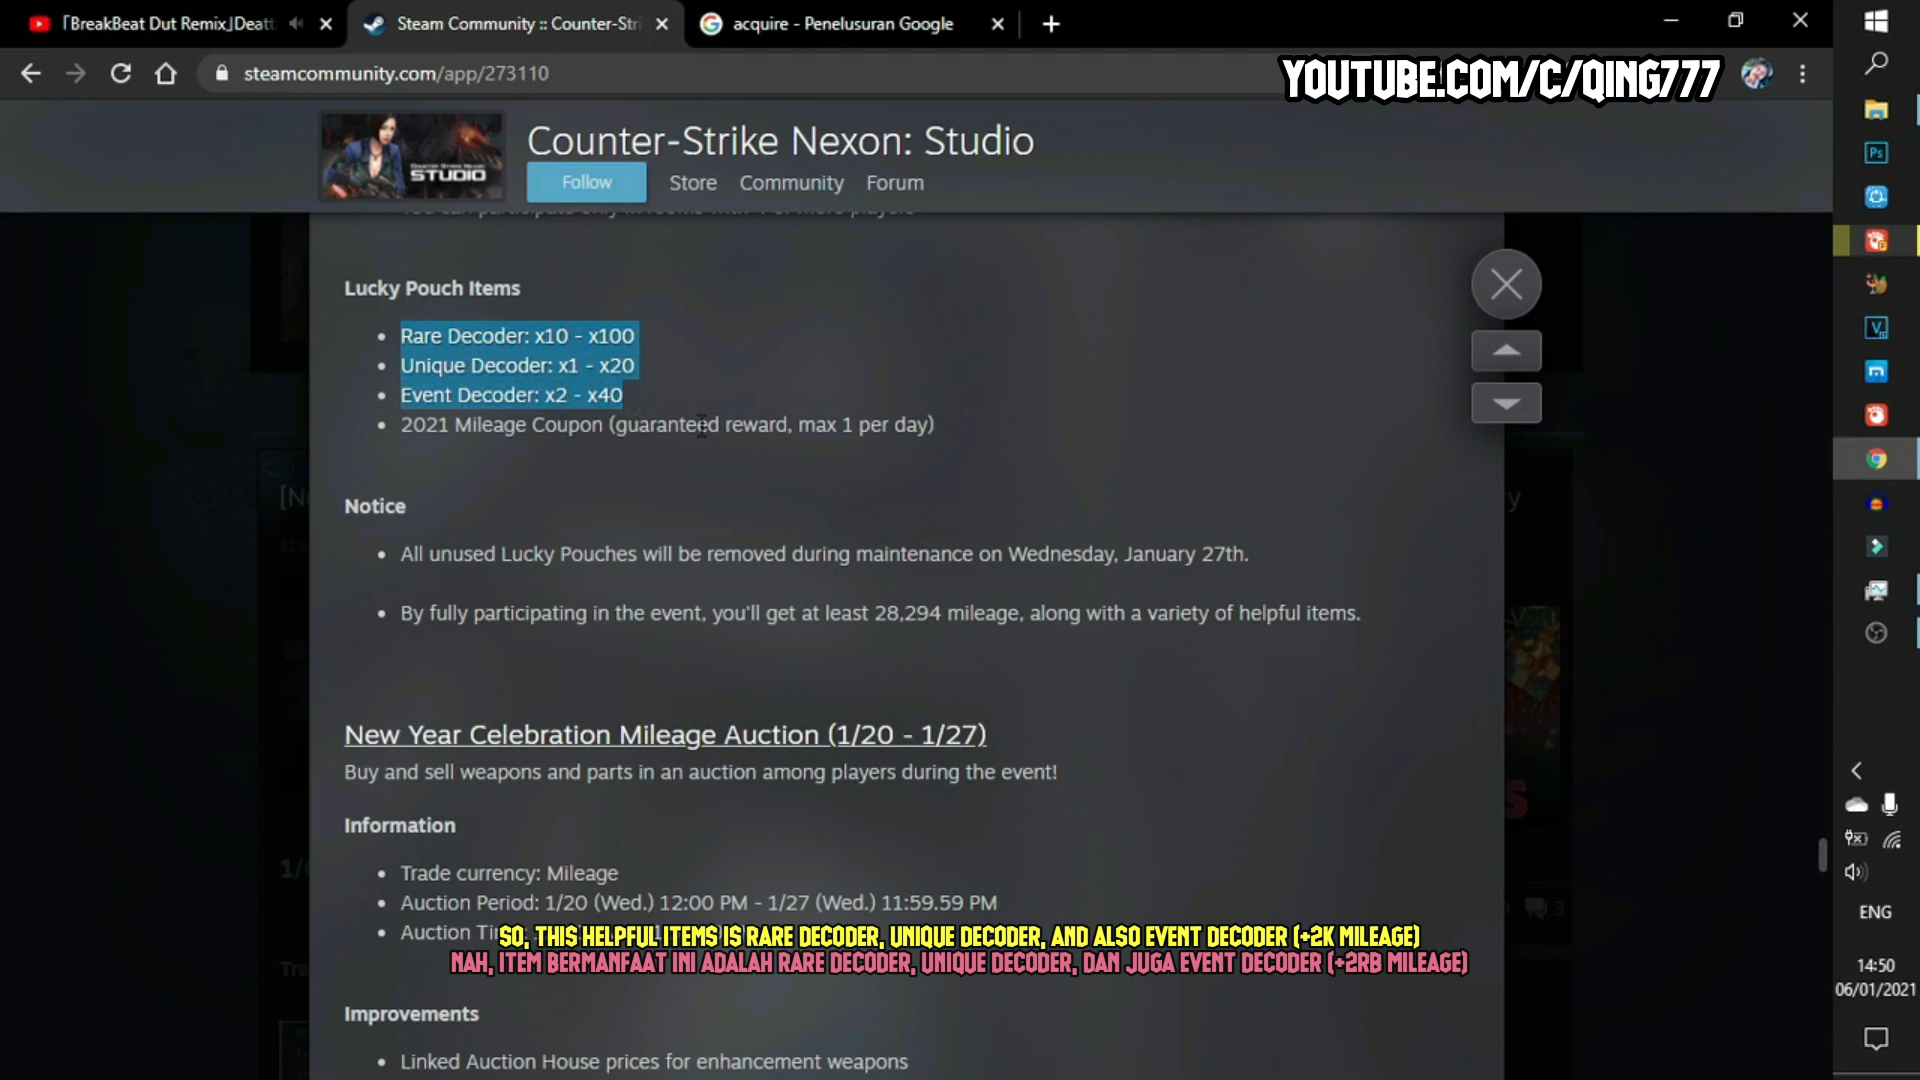 「BreakBeat Dut Remix」Deatt
Steam Community :: Counter-Stri
acquire - Penelusuran Google
steamcommunity.com/app/273110
YOUTUBE.COM/C/QING777
STUDIO
Counter-Strike Nexon: Studio
Follow
Store
Community
Forum
Lucky Pouch Items
Rare Decoder: x10 - x100
Unique Decoder: x1 - x20
Event Decoder: x2 - x40
2021 Mileage Coupon (guaranteed reward, max 1 per day)
Notice
All unused Lucky Pouches will be removed during maintenance on Wednesday, January 27th.
By fully participating in the event, you'll get at least 28,294 mileage, along with a variety of helpful items.
New Year Celebration Mileage Auction (1/20 - 1/27)
Buy and sell weapons and parts in an auction among players during the event!
Information
Trade currency: Mileage
Auction Period: 1/20 (Wed.) 12:00 PM - 1/27 (Wed.) 11:59.59 PM
Auction Ti
SO, THIS HELPFUL ITEMS IS RARE DECODER, UNIQUE DECODER, AND ALSO EVENT DECODER (+2K MILEAGE)
NAH, ITEM BERMANFAAT INI ADALAH RARE DECODER, UNIQUE DECODER, DAN JUGA EVENT DECODER (+2RB MILEAGE)
Improvements
Linked Auction House prices for enhancement weapons
Ps
ENG
14:50
06/01/2021